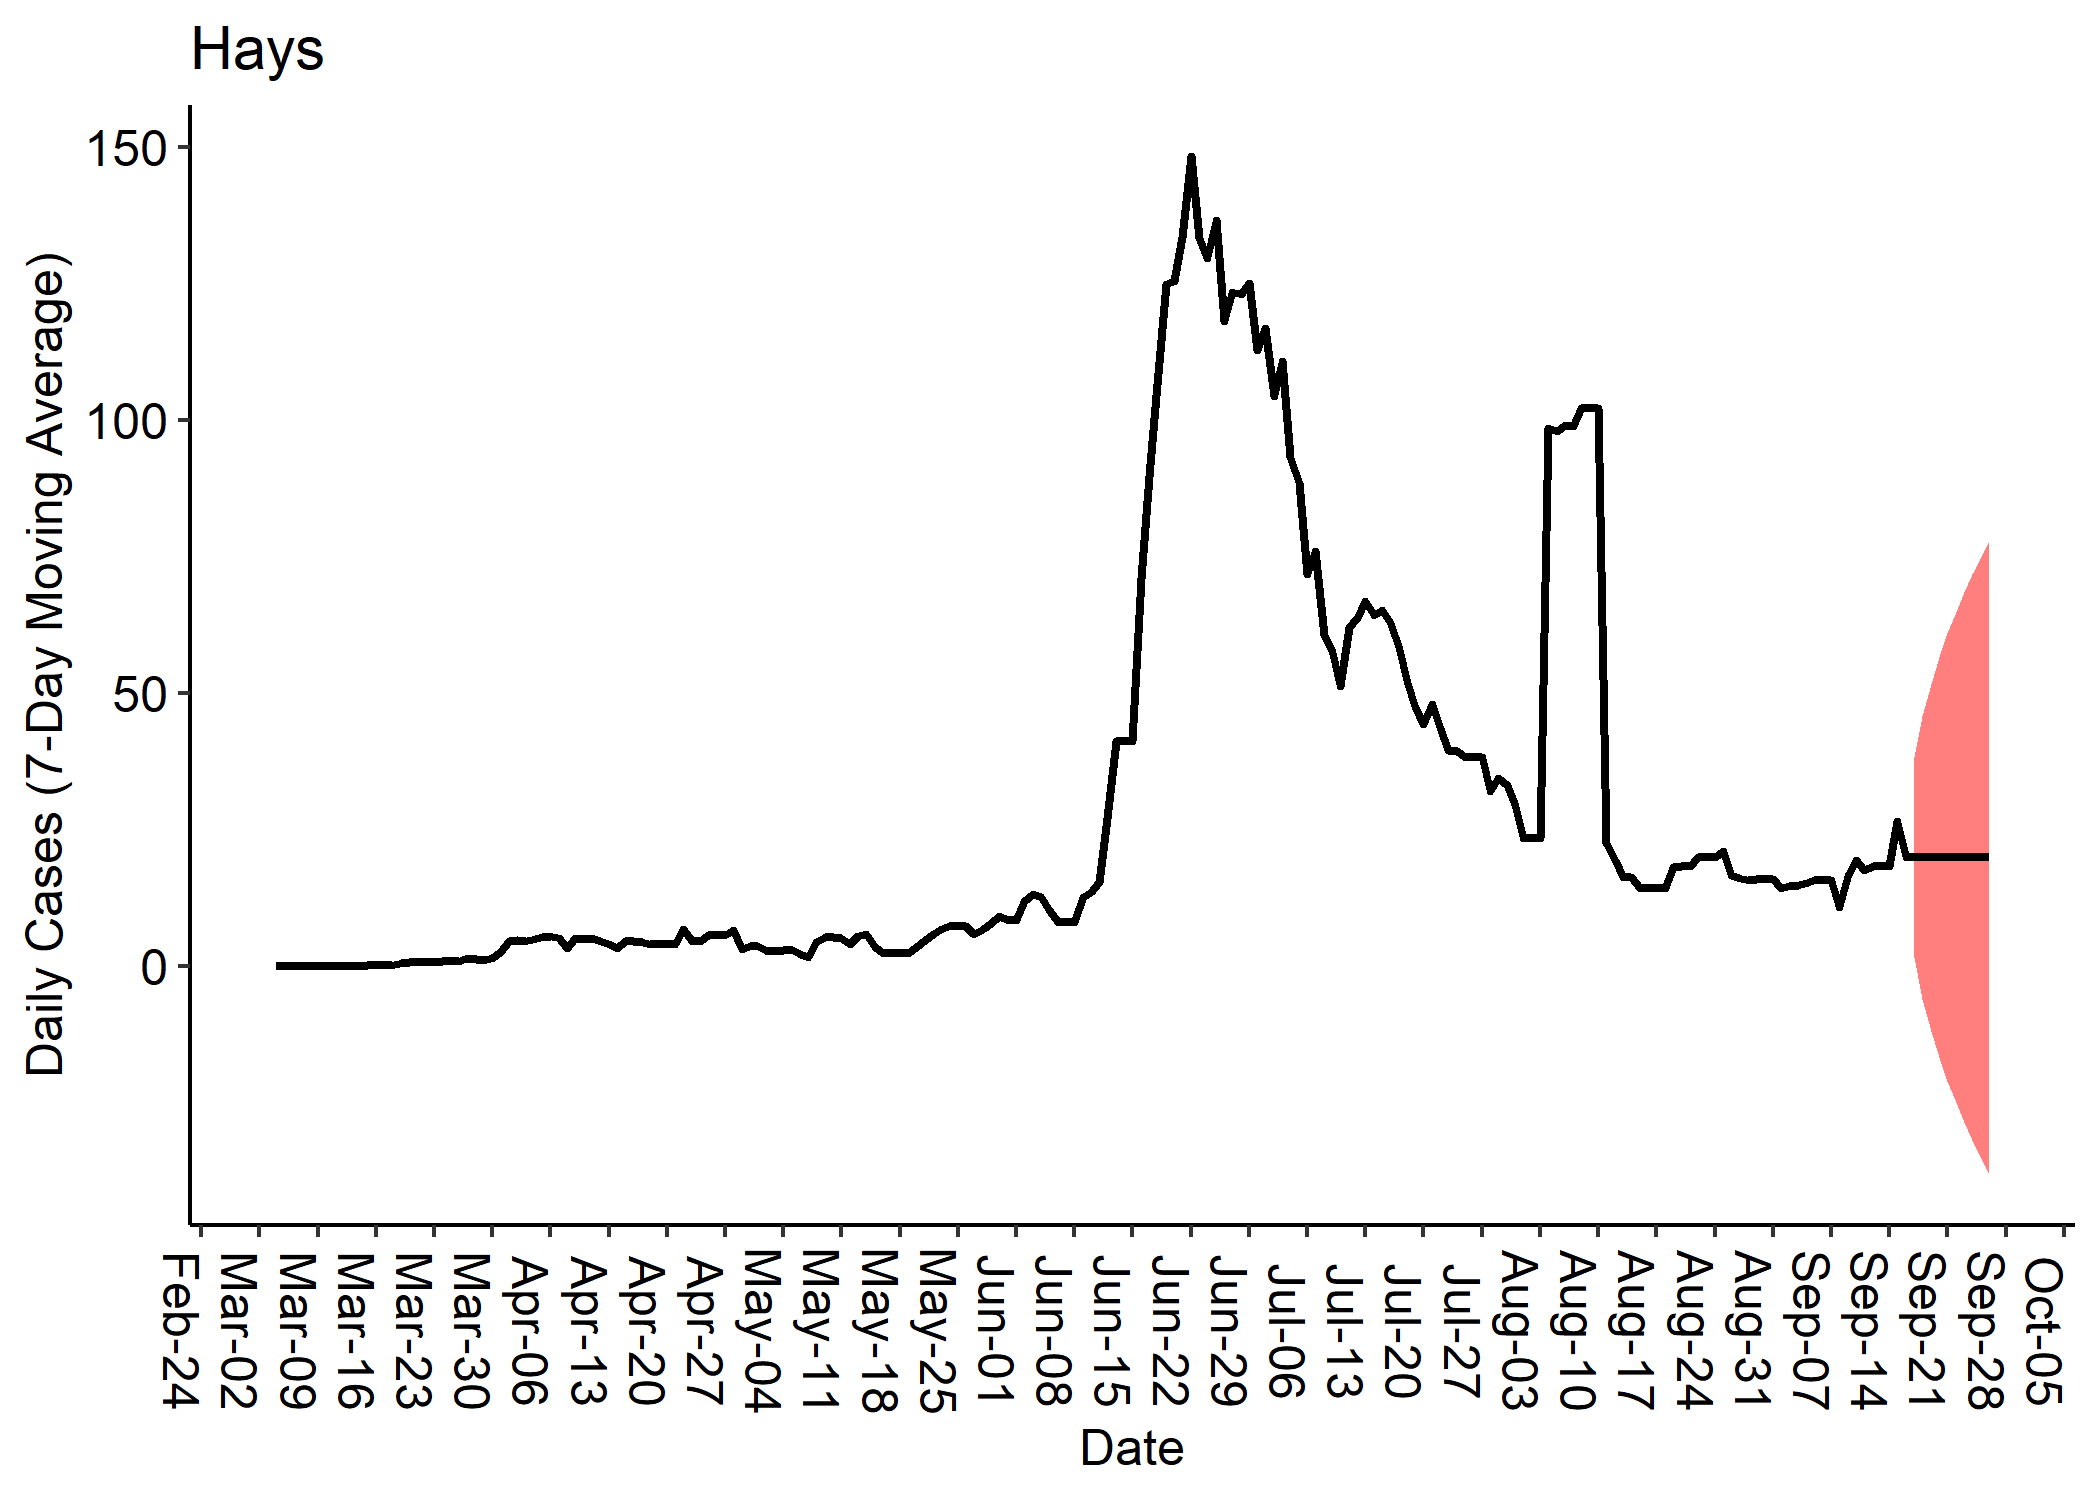 Hays
Daily Cases (7-Day Moving Average)
150
100
50
0
Feb-24
Mar-02
Mar-09
Mar-16
Mar-23
Mar-30
Apr-06
Apr-13
Apr-20
Apr-27
May-04
May-11
May-18
May-25
Jun-01
Jun-08
Jun-15
Jun-22
Jun-29
Jul-06
Jul-13
Jul-20
Jul-27
Aug-03
Aug-10
Aug-17
Aug-24
Aug-31
Sep-07
Sep-14
Sep-21
Sep-28
Oct-05
Date